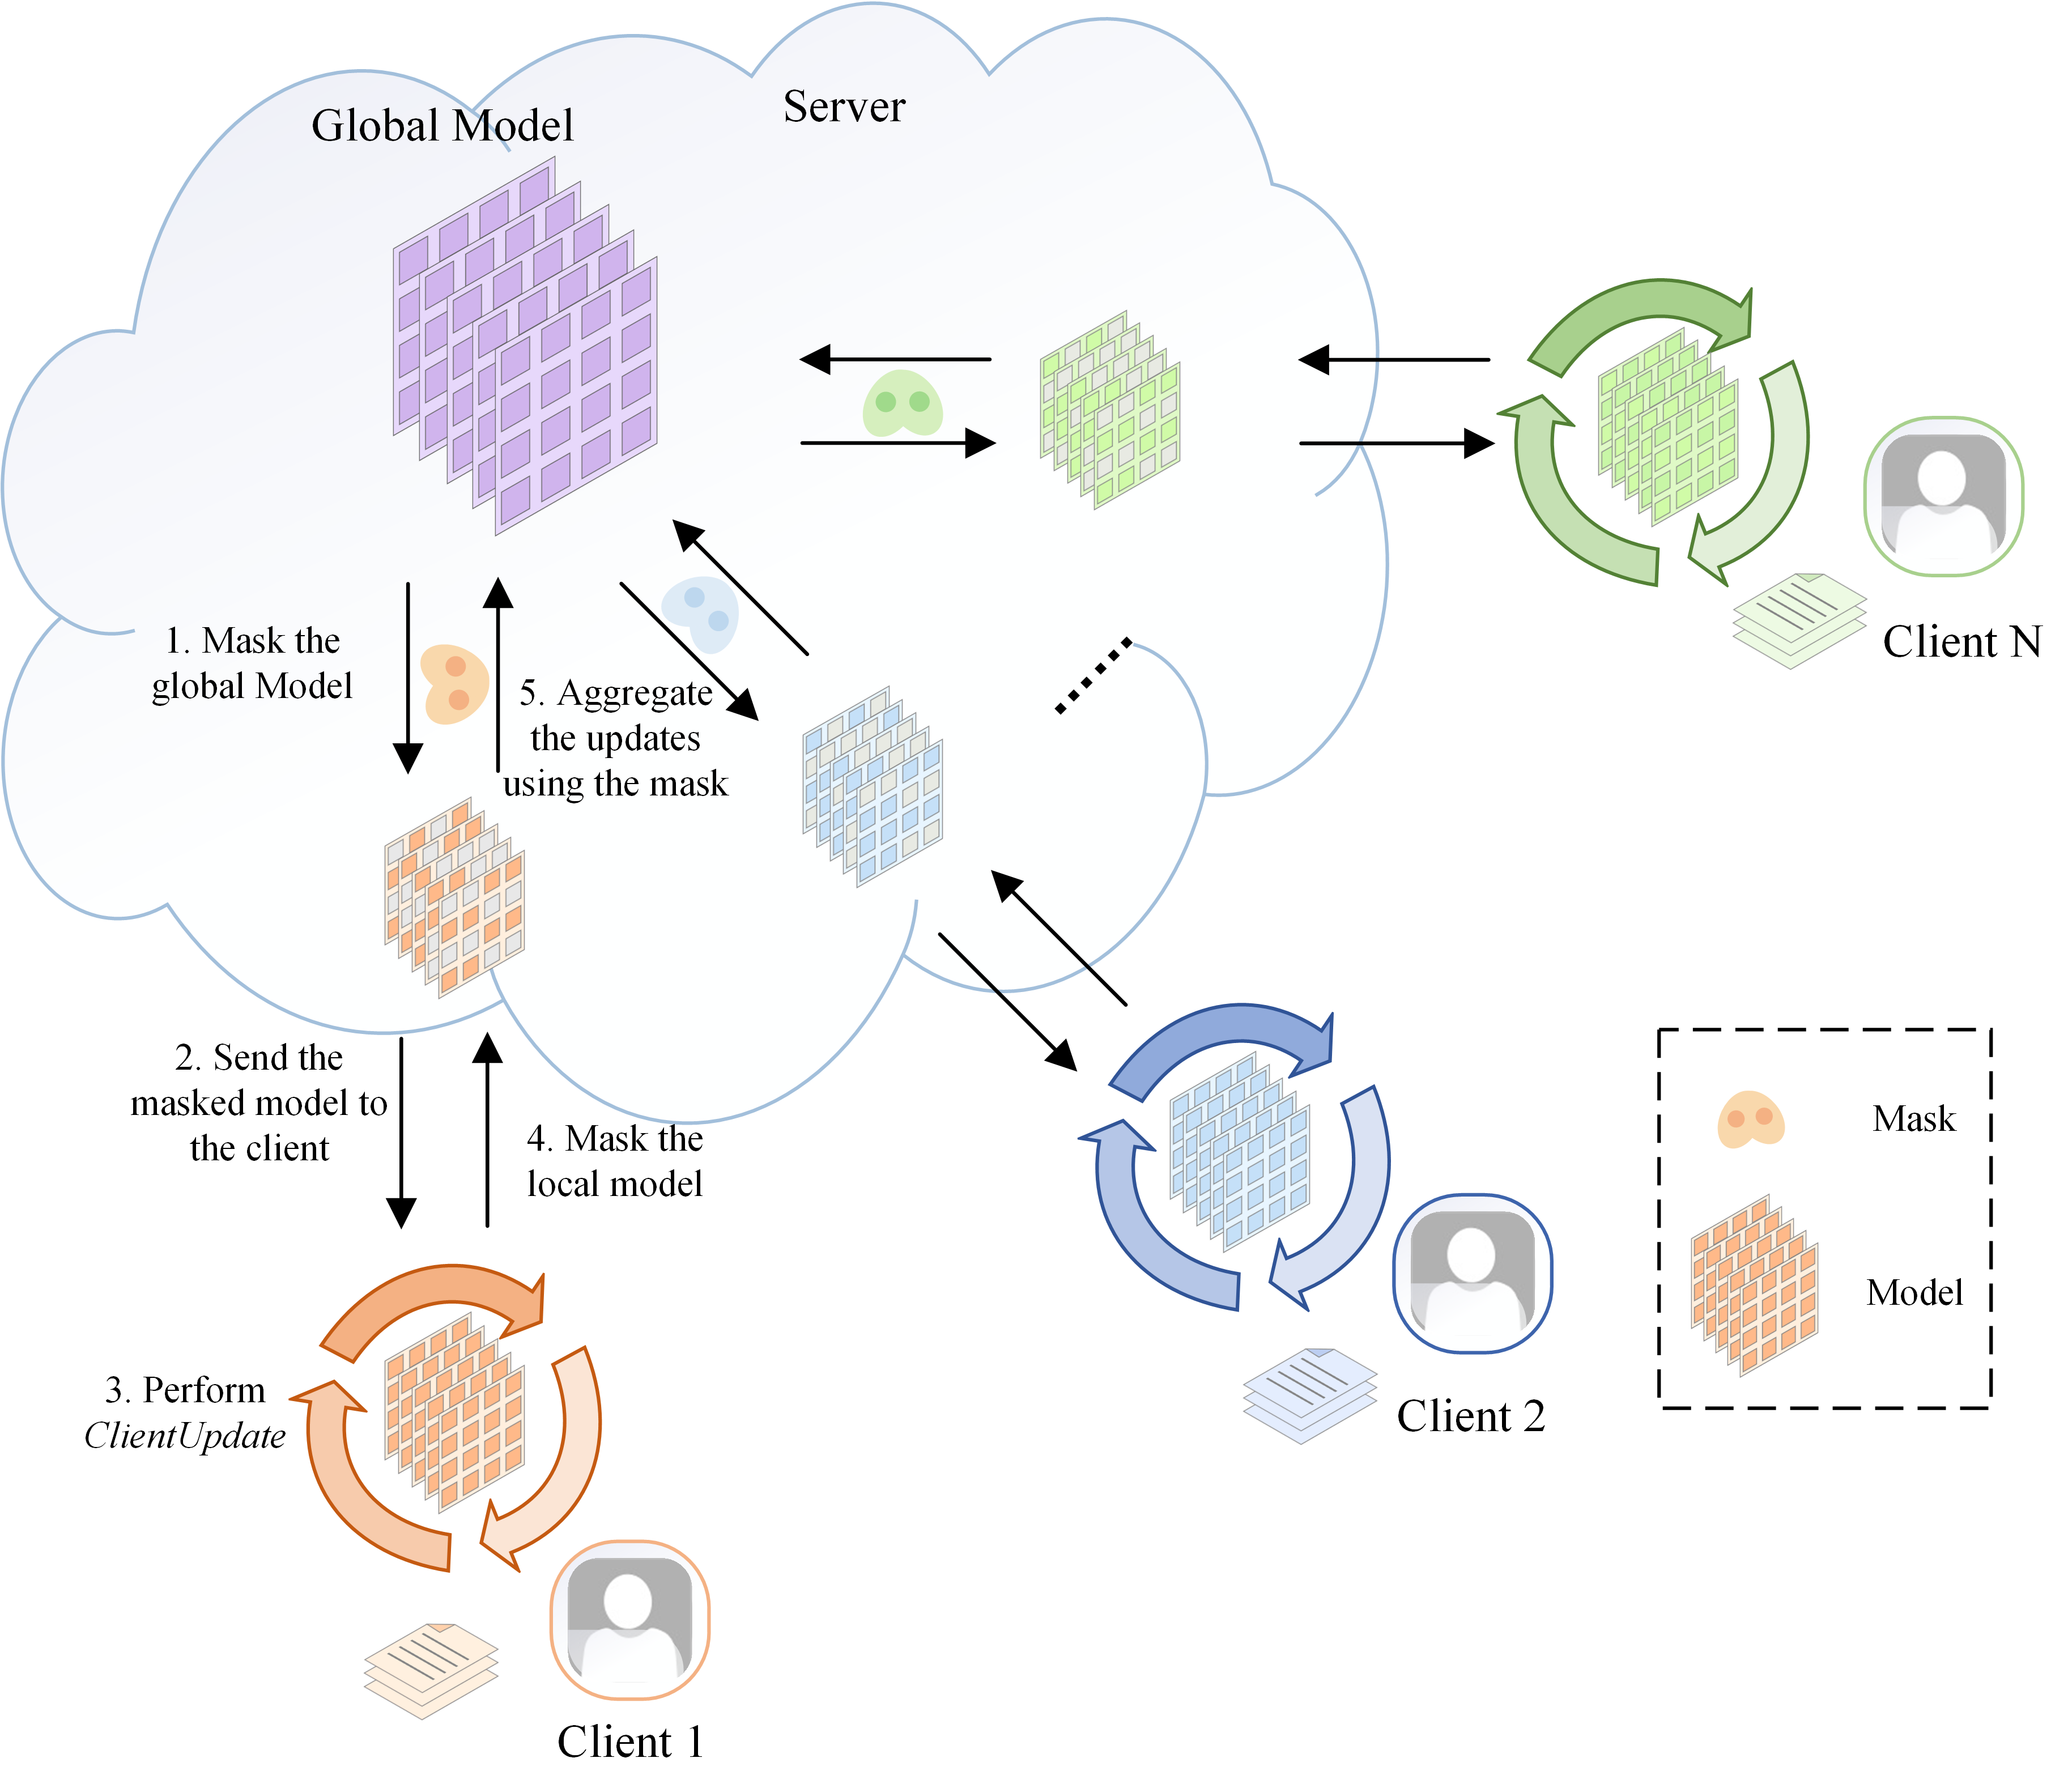 Server
Global Model
1. Mask the
global Model
5. Aggregate
the updates
using the mask
Client N
2. Send the
masked model to
the client
4. Mask the
local model
Mask
Model
3. Perform
ClientUpdate
Client 2
Client 1